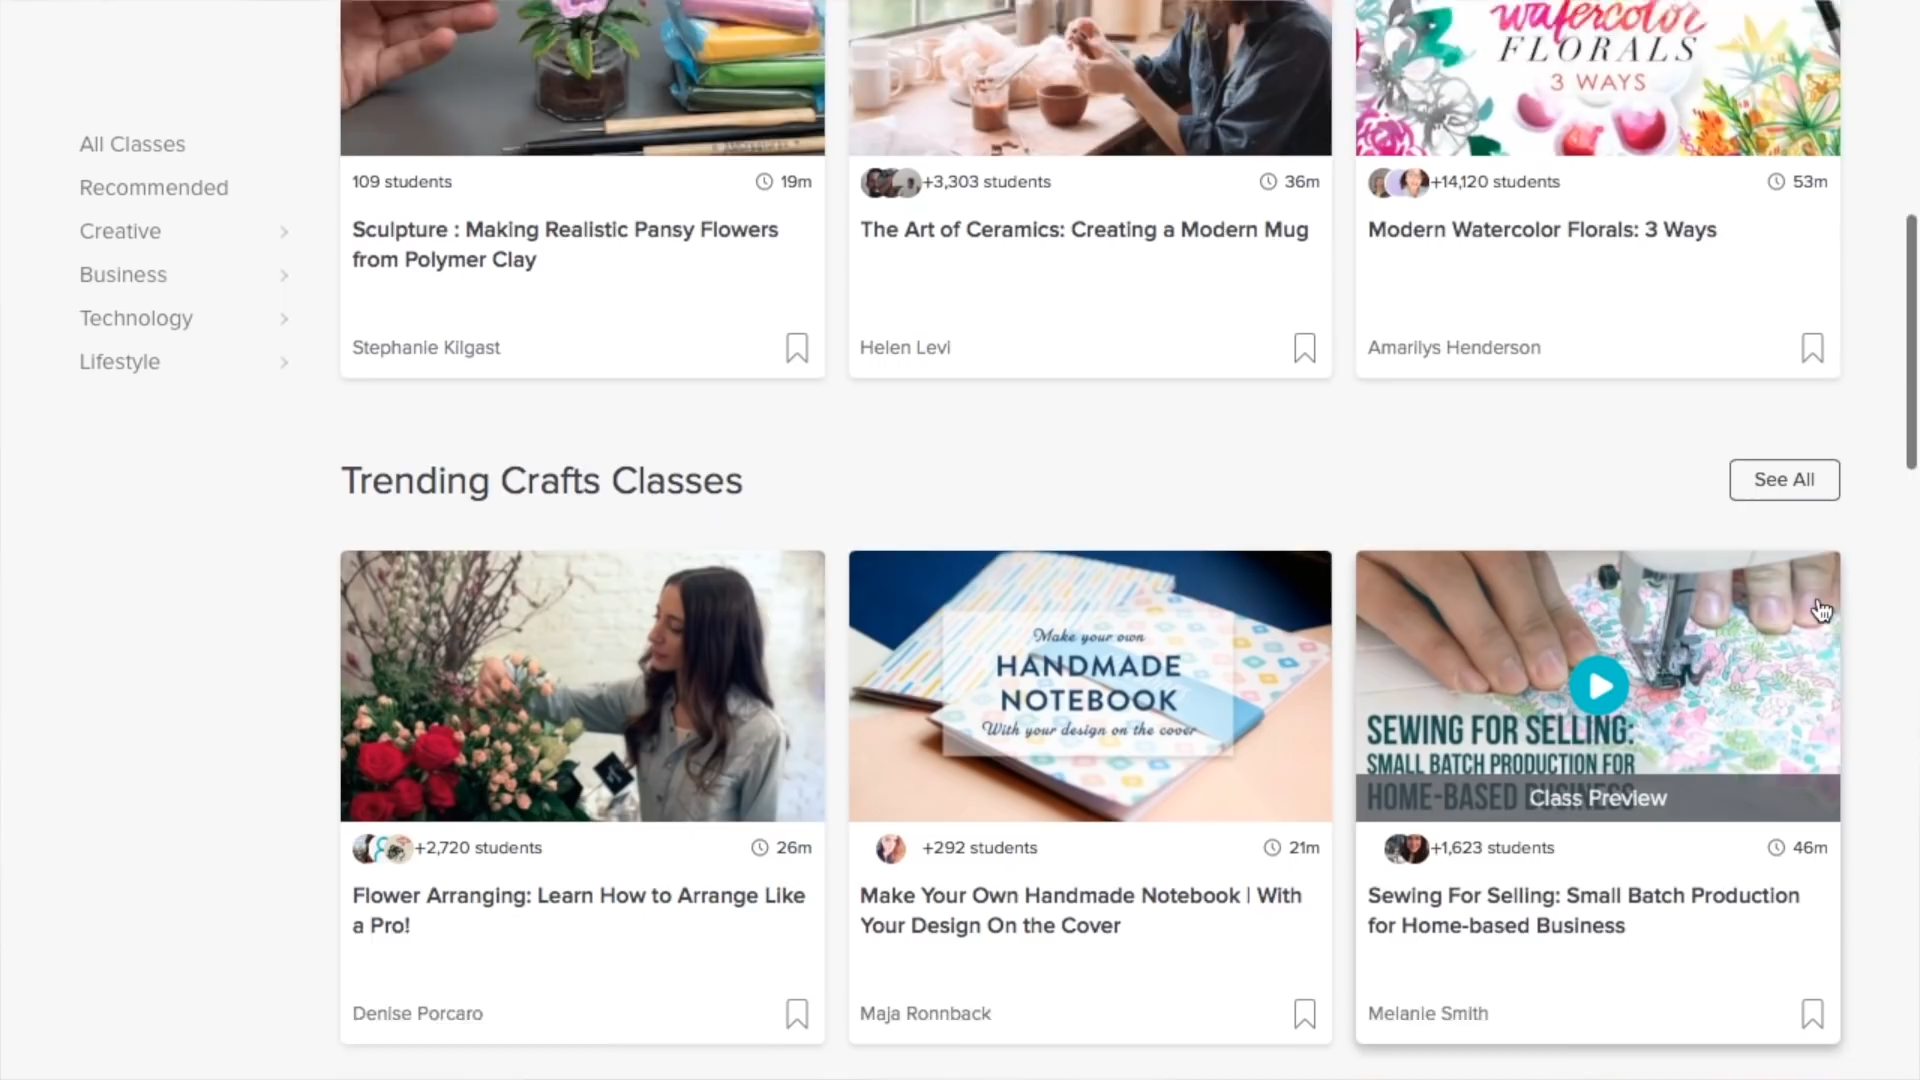 watercolor
FLORALS
3 WAYS
All Classes
Recommended
Creative
Business
Technology
Lifestyle
109 students
19m
Sculpture : Making Realistic Pansy Flowers
from Polymer Clay
Stephanie Kilgast
+3,303 students
36m
The Art of Ceramics: Creating a Modern Mug
Helen Levi
+14,120 students
53m
Modern Watercolor Florals: 3 Ways
Amarilys Henderson
Trending Crafts Classes
See All
+2,720 students
26m
Flower Arranging: Learn How to Arrange Like
a Pro!
Denise Porcaro
Make your own
HANDMADE
NOTEBOOK
With your design on the cover
+292 students
21m
Make Your Own Handmade Notebook | With
Your Design On the Cover
Maja Ronnback
SEWING FOR SELLING:
SMALL BATCH PRODUCTION FOR
HOME-BASED BUSINESS
Class Preview
+1,623 students
46m
Sewing For Selling: Small Batch Production
for Home-based Business
Melanie Smith